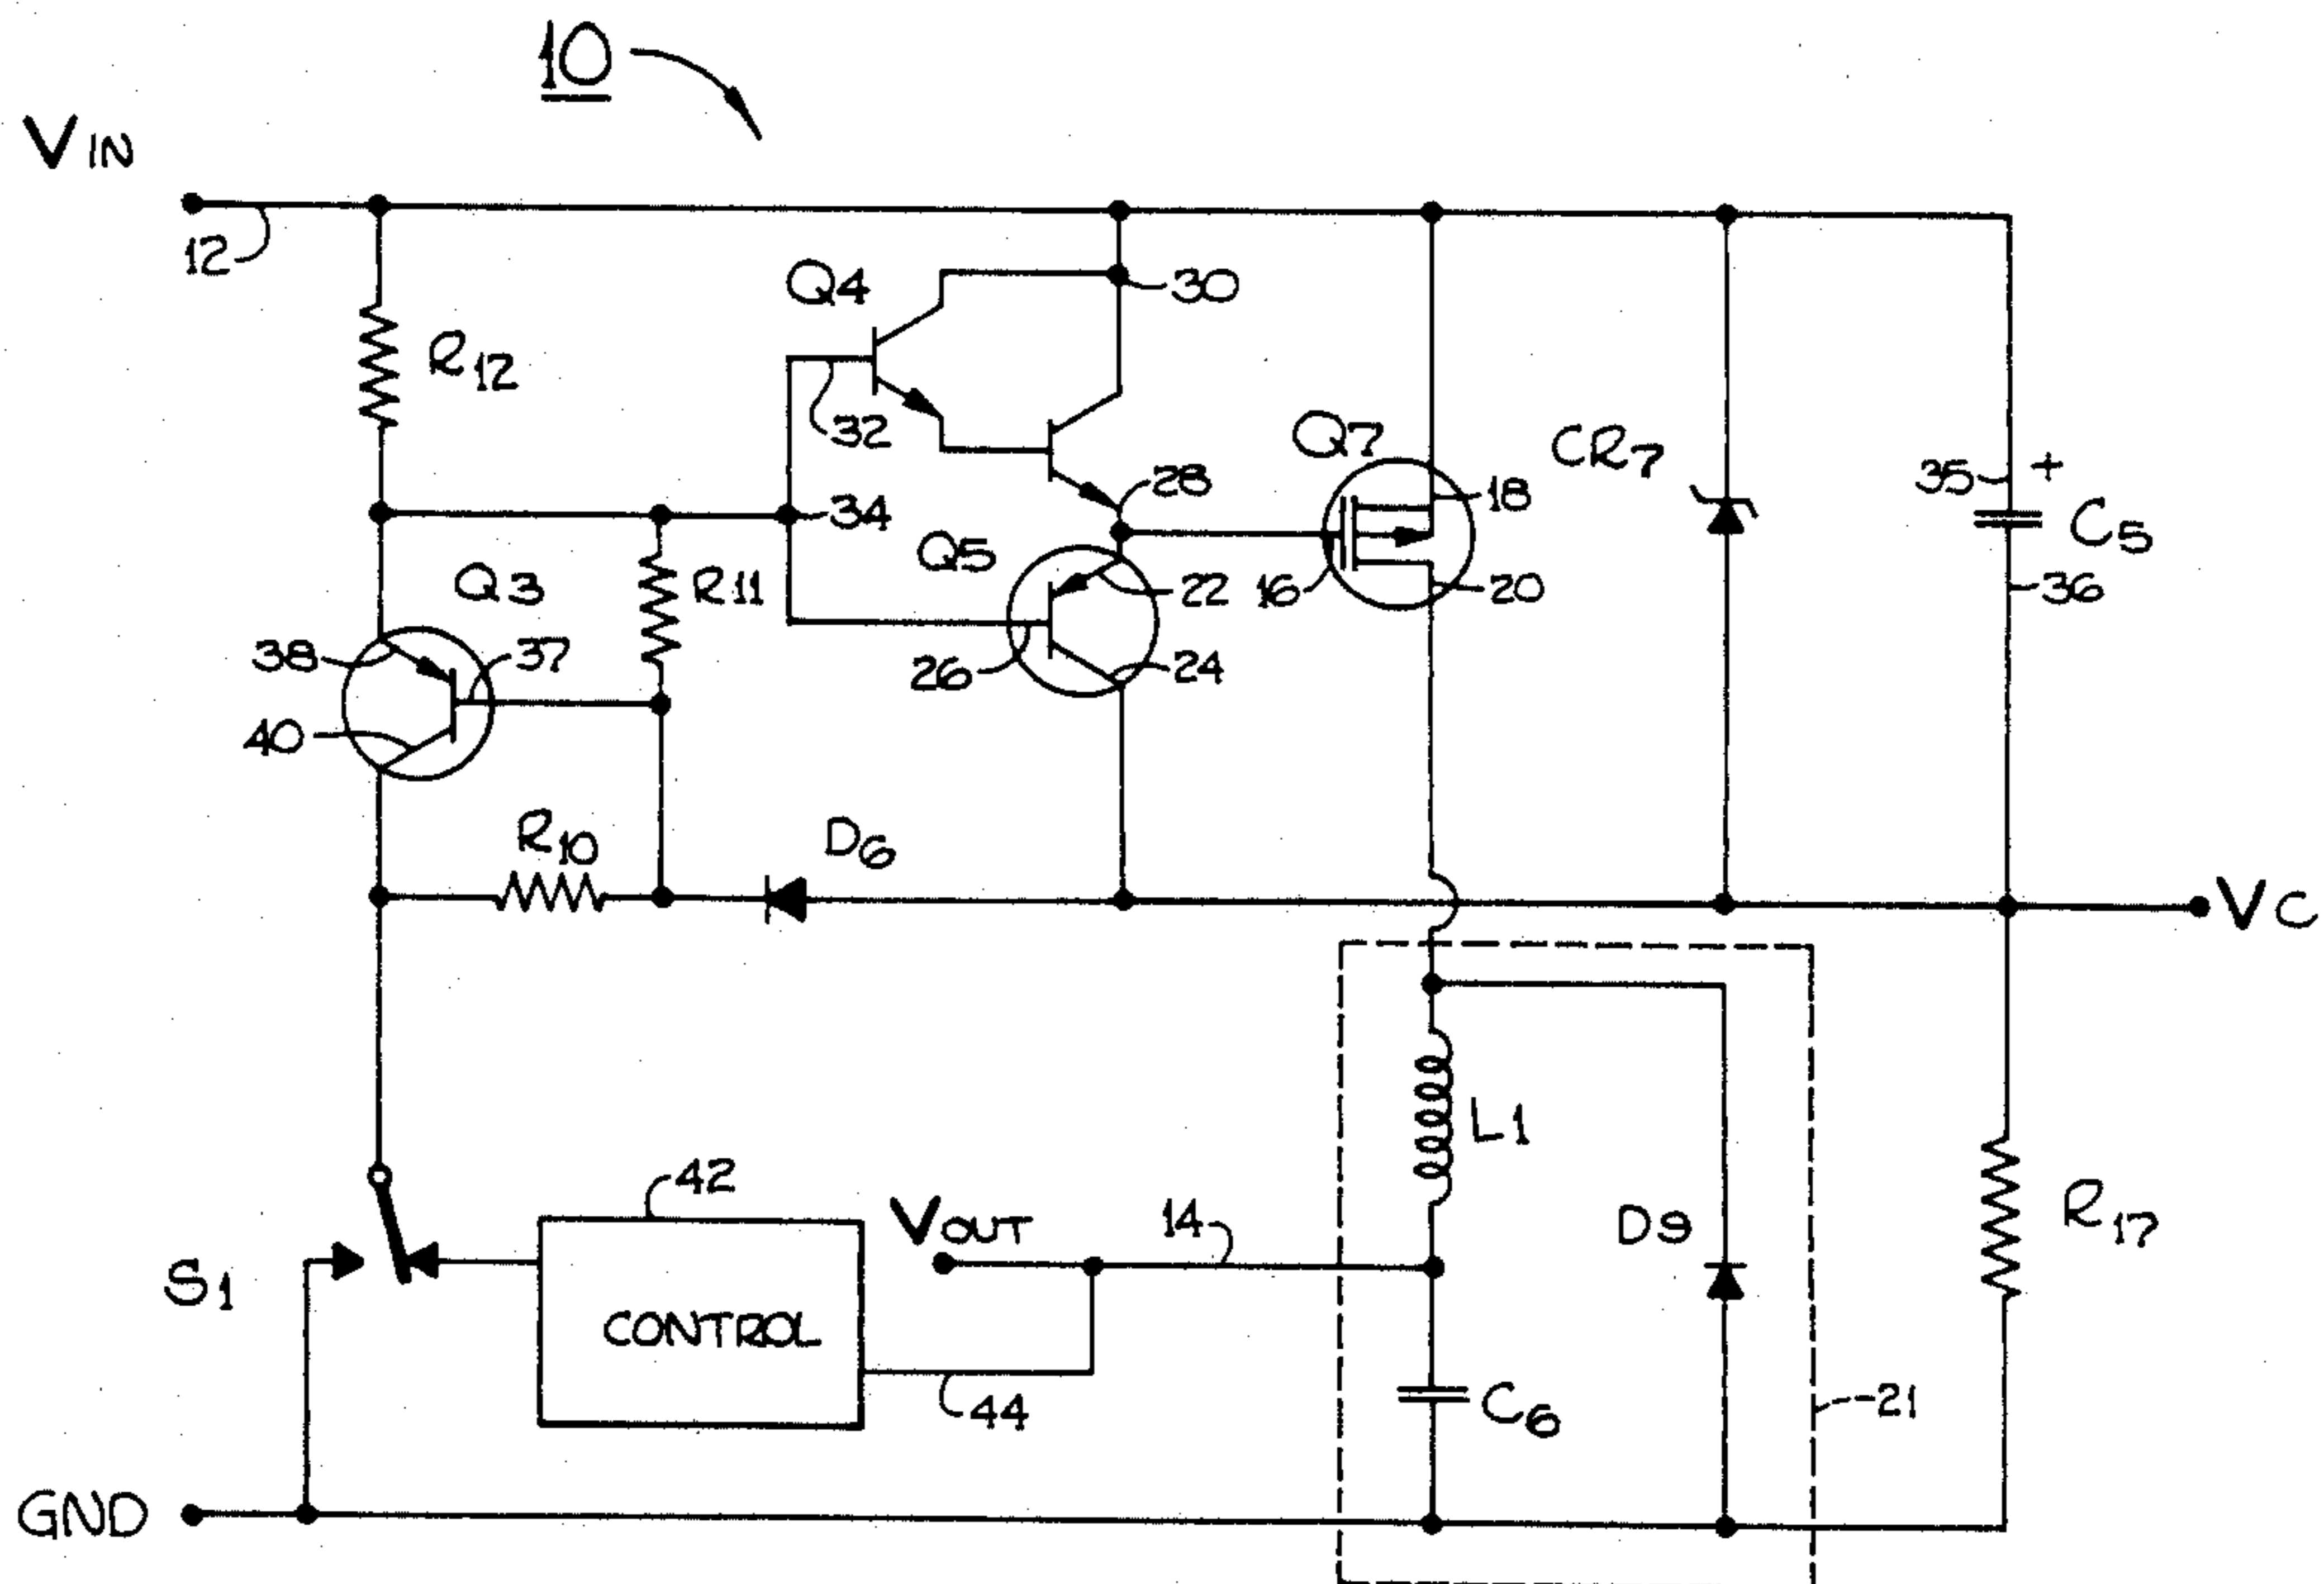 10
VIN
12
Q4
30
R12
32
28
Q7
CR7
35
+
18
34
C5
Q5
Q3
R11
22
16
20
36
38
37
26
24
40
R10
D6
VC
42
L1
VOUT
14
D9
R17
S1
CONTROL
44
C6
21
GND